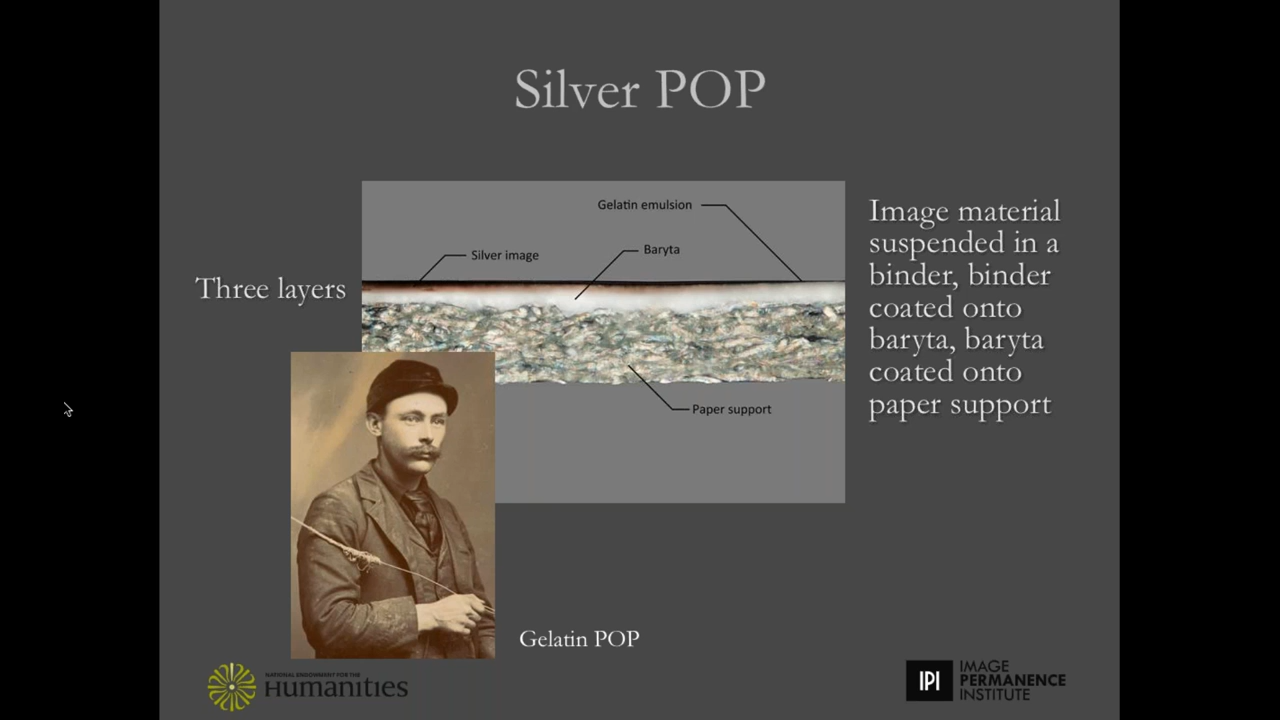 Silver POP
Gelatin emulsion
Baryta
Silver image
Three layers
Paper support
Image material
suspended in a
binder, binder
coated onto
baryta, baryta
coated onto
paper support
Gelatin POP
NATIONAL ENDOWMENT FOR THE
Humanities
IPI
IMAGE
PERMANENCE
INSTITUTE